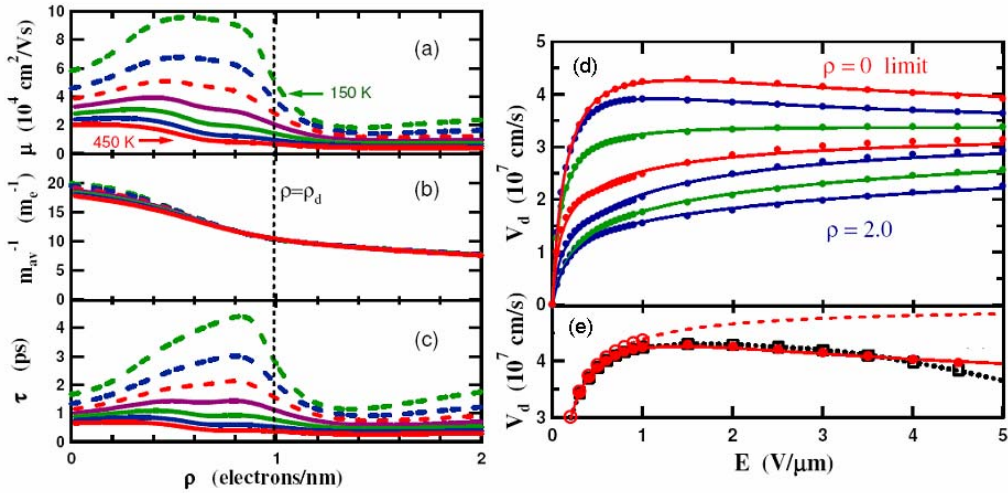 μ (10⁴ cm²/Vs)
10
8
6
4
2
0
(a)
150 K
450 K
m_av⁻¹ (m_e⁻¹)
20
15
10
5
0
(b)
ρ=ρ_d
τ (ps)
4
3
2
1
0
(c)
0 1 2
ρ (electrons/nm)
V_d (10⁷ cm/s)
5
4
3
2
1
0
(d)
ρ = 0 limit
ρ = 2.0
V_d (10⁷ cm/s)
4
3
(e)
0 1 2 3 4 5
E (V/μm)